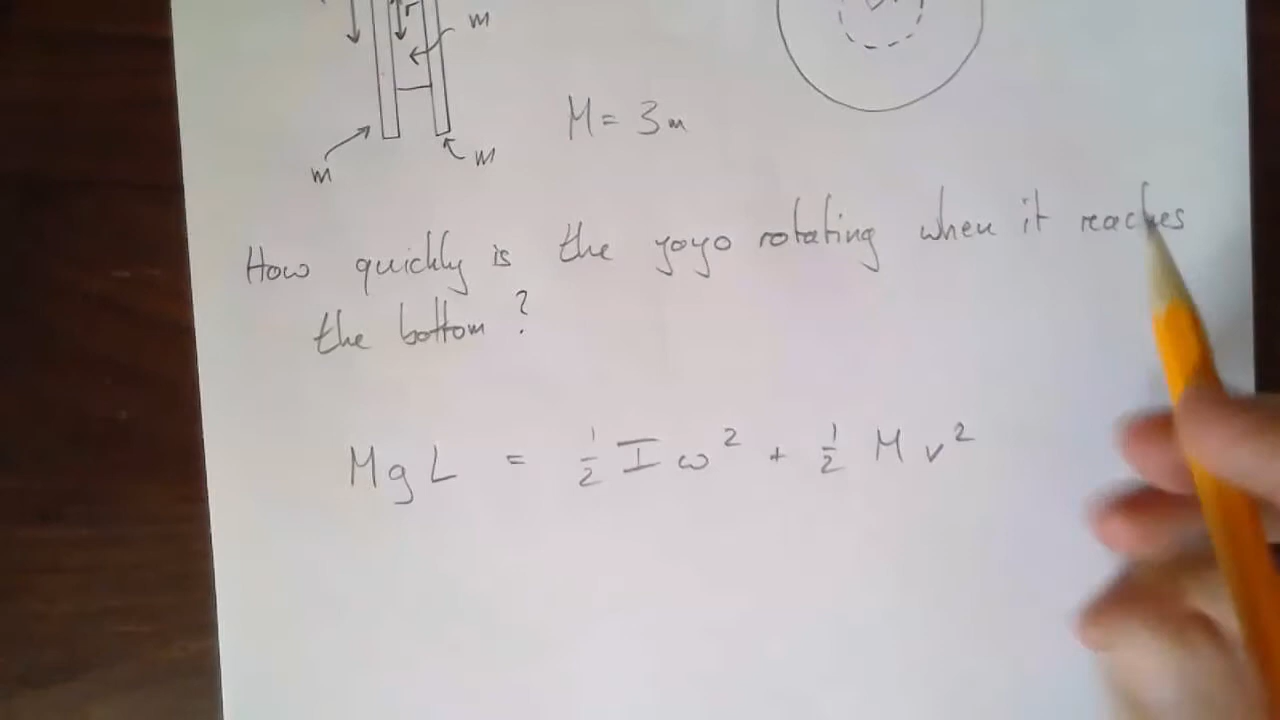 r
m
M = 3m
m
m
How quickly is the yoyo rotating when it reaches
the bottom ?
MgL = 1/2 I ω² + 1/2 M v²